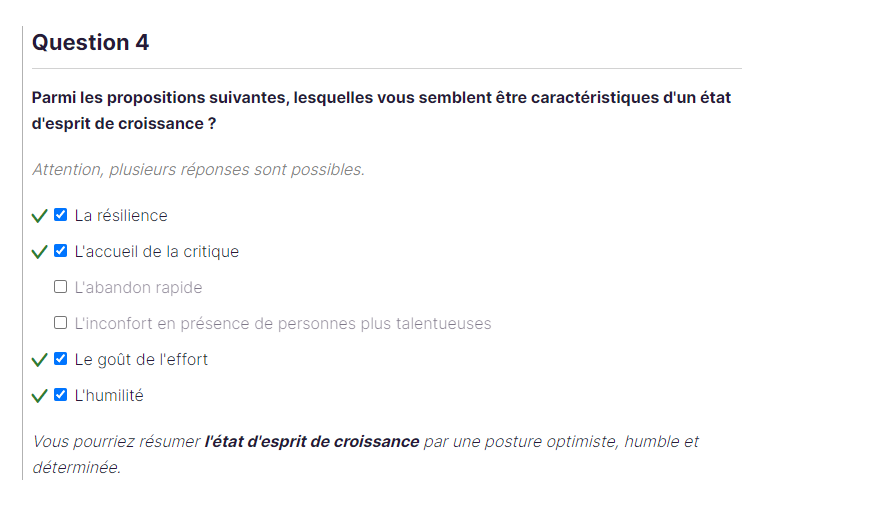 Question 4
Parmi les propositions suivantes, lesquelles vous semblent être caractéristiques d'un état
d'esprit de croissance ?
Attention, plusieurs réponses sont possibles.
La résilience
L'accueil de la critique
L'abandon rapide
L'inconfort en présence de personnes plus talentueuses
Le goût de l'effort
L'humilité
Vous pourriez résumer l'état d'esprit de croissance par une posture optimiste, humble et
déterminée.